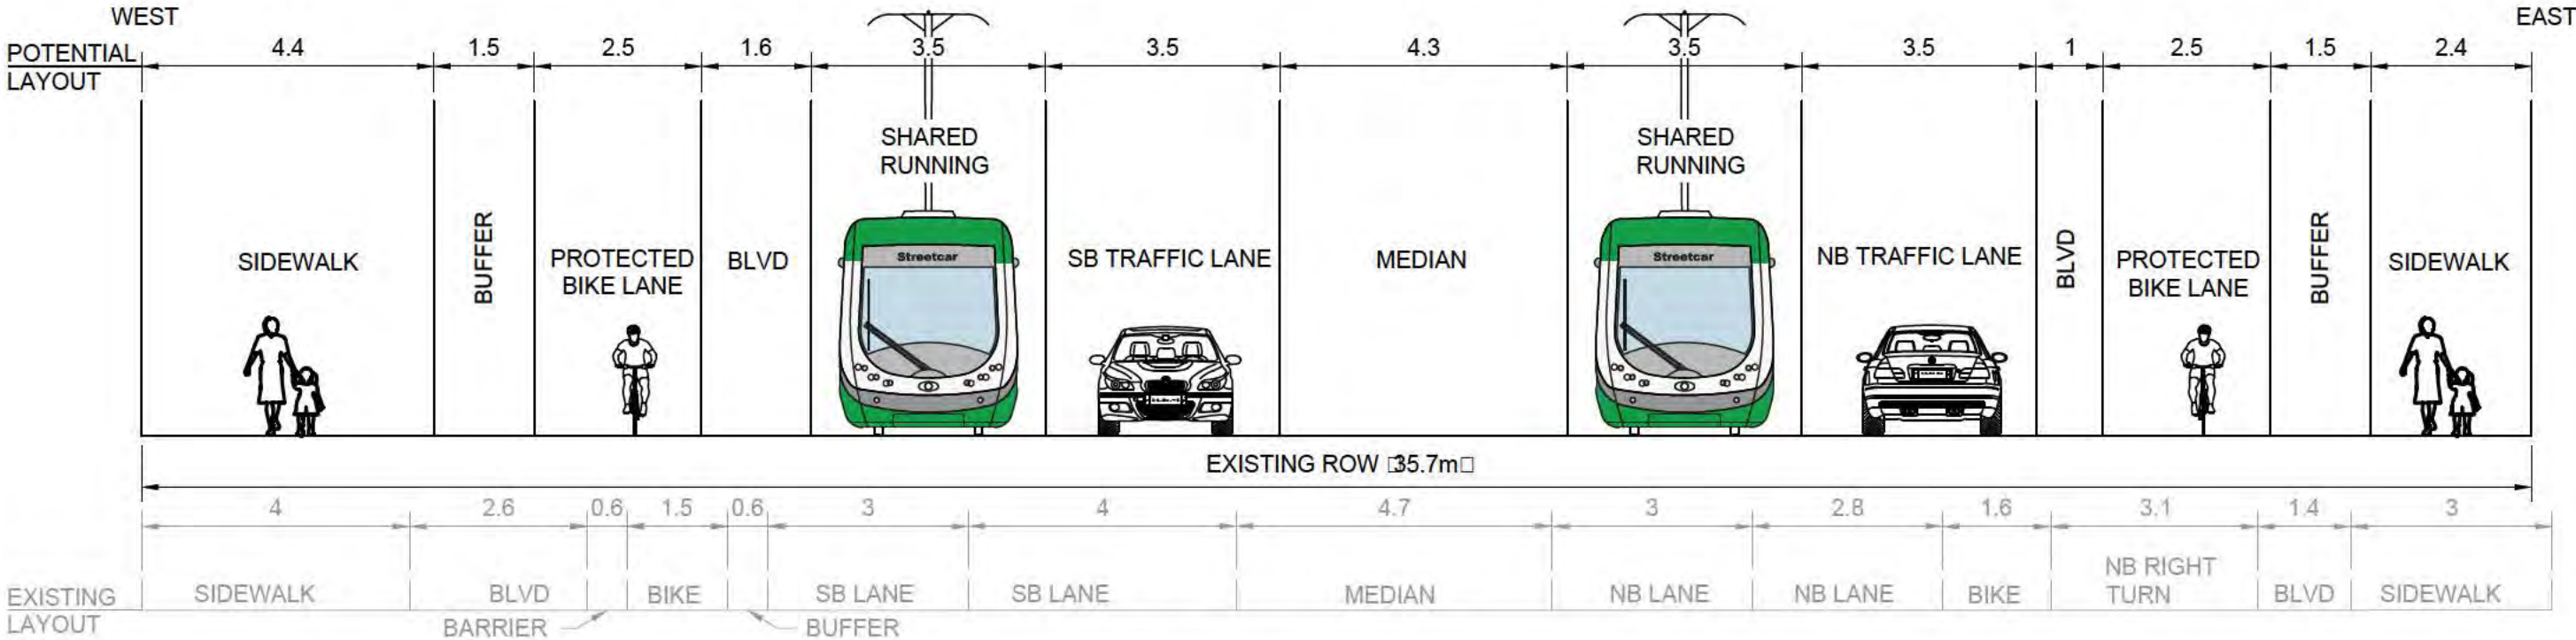 WEST
EAST
POTENTIAL
LAYOUT
4.4 1.5 2.5 1.6 3.5 3.5 4.3 3.5 3.5 1 2.5 1.5 2.4
SHARED
RUNNING
SHARED
RUNNING
SIDEWALK
BUFFER
PROTECTED
BIKE LANE
BLVD
Streetcar
SB TRAFFIC LANE
MEDIAN
Streetcar
NB TRAFFIC LANE
BLVD
PROTECTED
BIKE LANE
BUFFER
SIDEWALK
EXISTING ROW □35.7m□
4 2.6 0.6 1.5 0.6 3 4 4.7 3 2.8 1.6 3.1 1.4 3
EXISTING
LAYOUT
SIDEWALK
BLVD
BARRIER
BIKE
BUFFER
SB LANE
SB LANE
MEDIAN
NB LANE
NB LANE
BIKE
NB RIGHT
TURN
BLVD
SIDEWALK